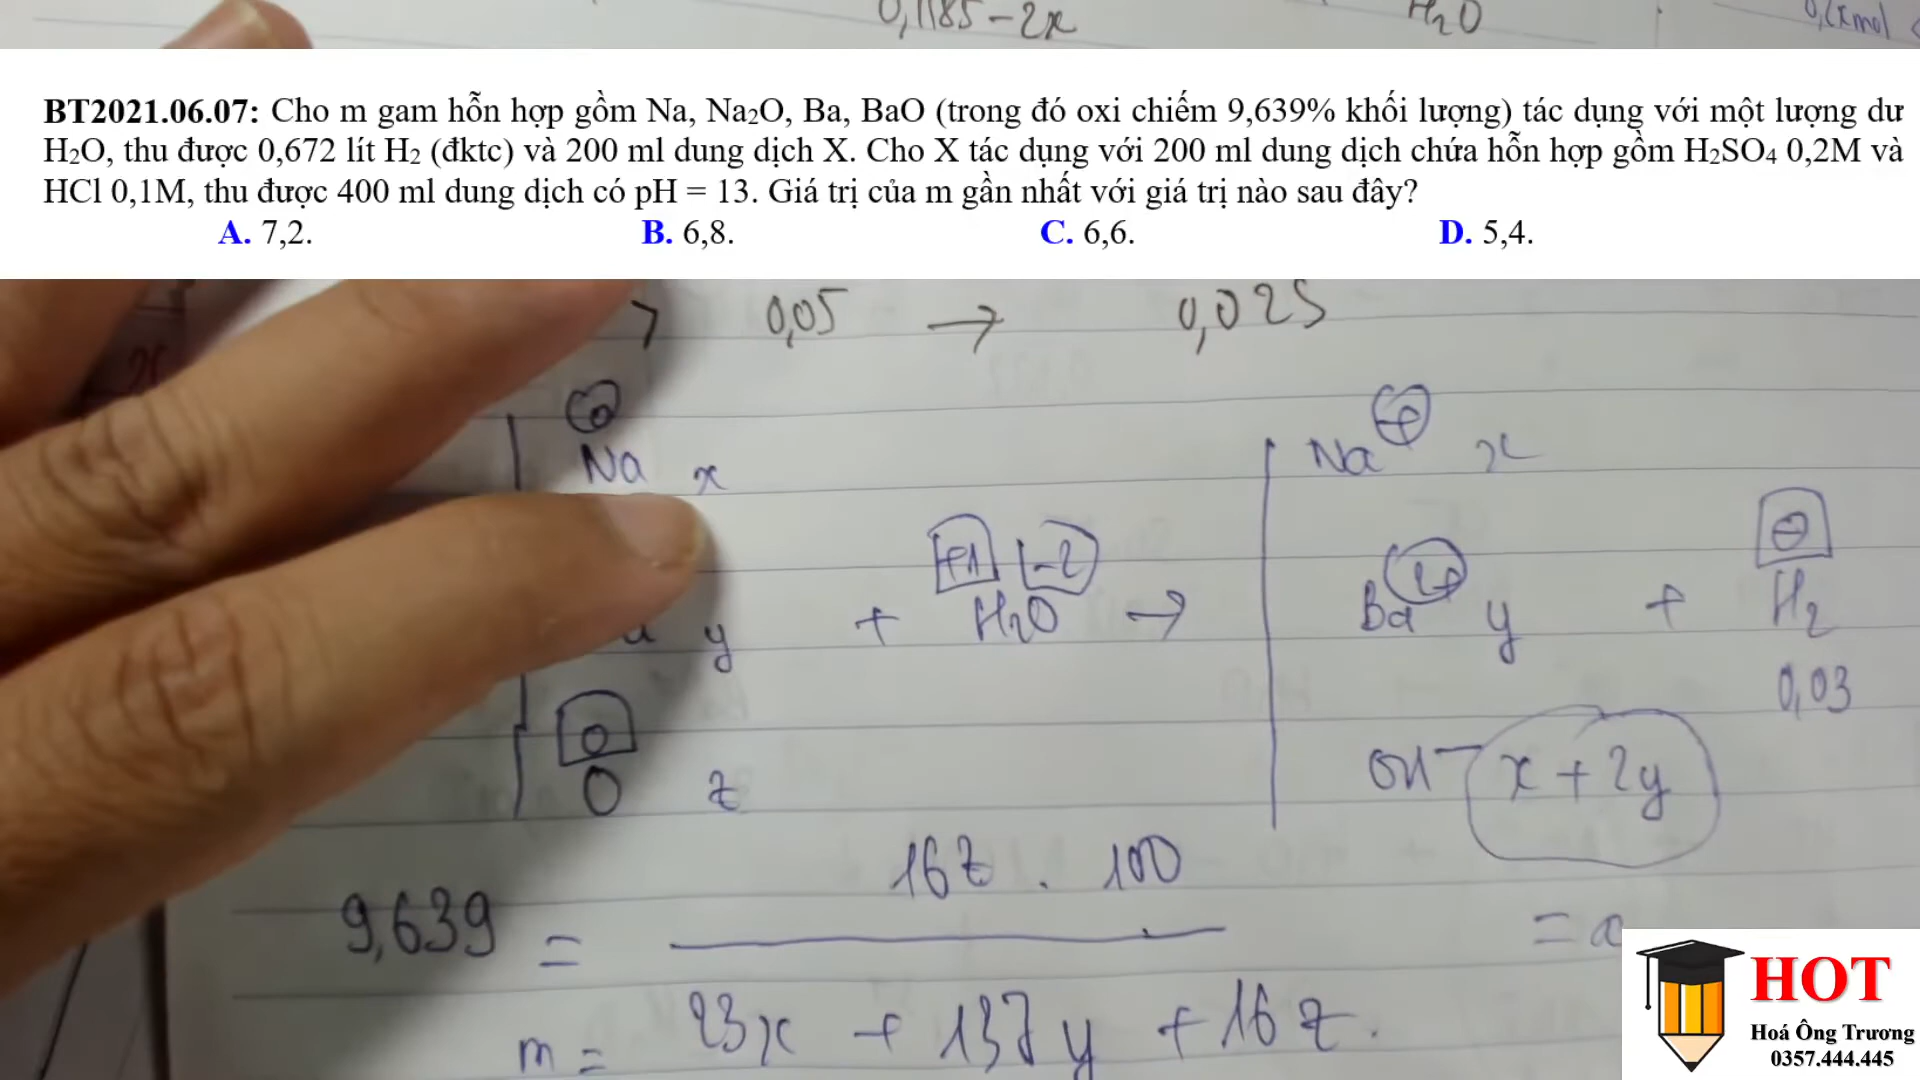 0,1185 - 2x
H₂O
BT2021.06.07: Cho m gam hỗn hợp gồm Na, Na₂O, Ba, BaO (trong đó oxi chiếm 9,639% khối lượng) tác dụng với một lượng dư
H₂O, thu được 0,672 lít H₂ (đktc) và 200 ml dung dịch X. Cho X tác dụng với 200 ml dung dịch chứa hỗn hợp gồm H₂SO₄ 0,2M và
HCl 0,1M, thu được 400 ml dung dịch có pH = 13. Giá trị của m gần nhất với giá trị nào sau đây?
A. 7,2. B. 6,8. C. 6,6. D. 5,4.
0,05 → 0,025
Na x
Na⁺ x
y + H₂O → Ba²⁺ y + H₂
+1 -2
0,03
O z
OH⁻ x + 2y
9,639 = 16z . 100
m = 23x + 137y + 16z.
HOT
Hoá Ông Trương
0357.444.445